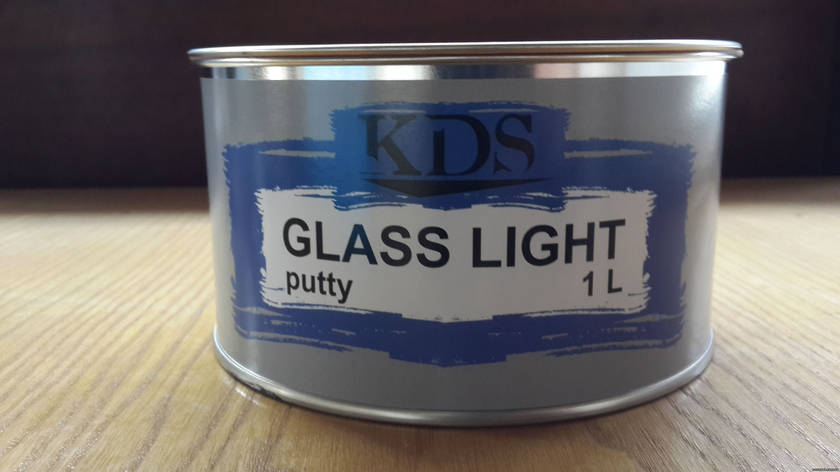 KDS
GLASS LIGHT
putty
1 L